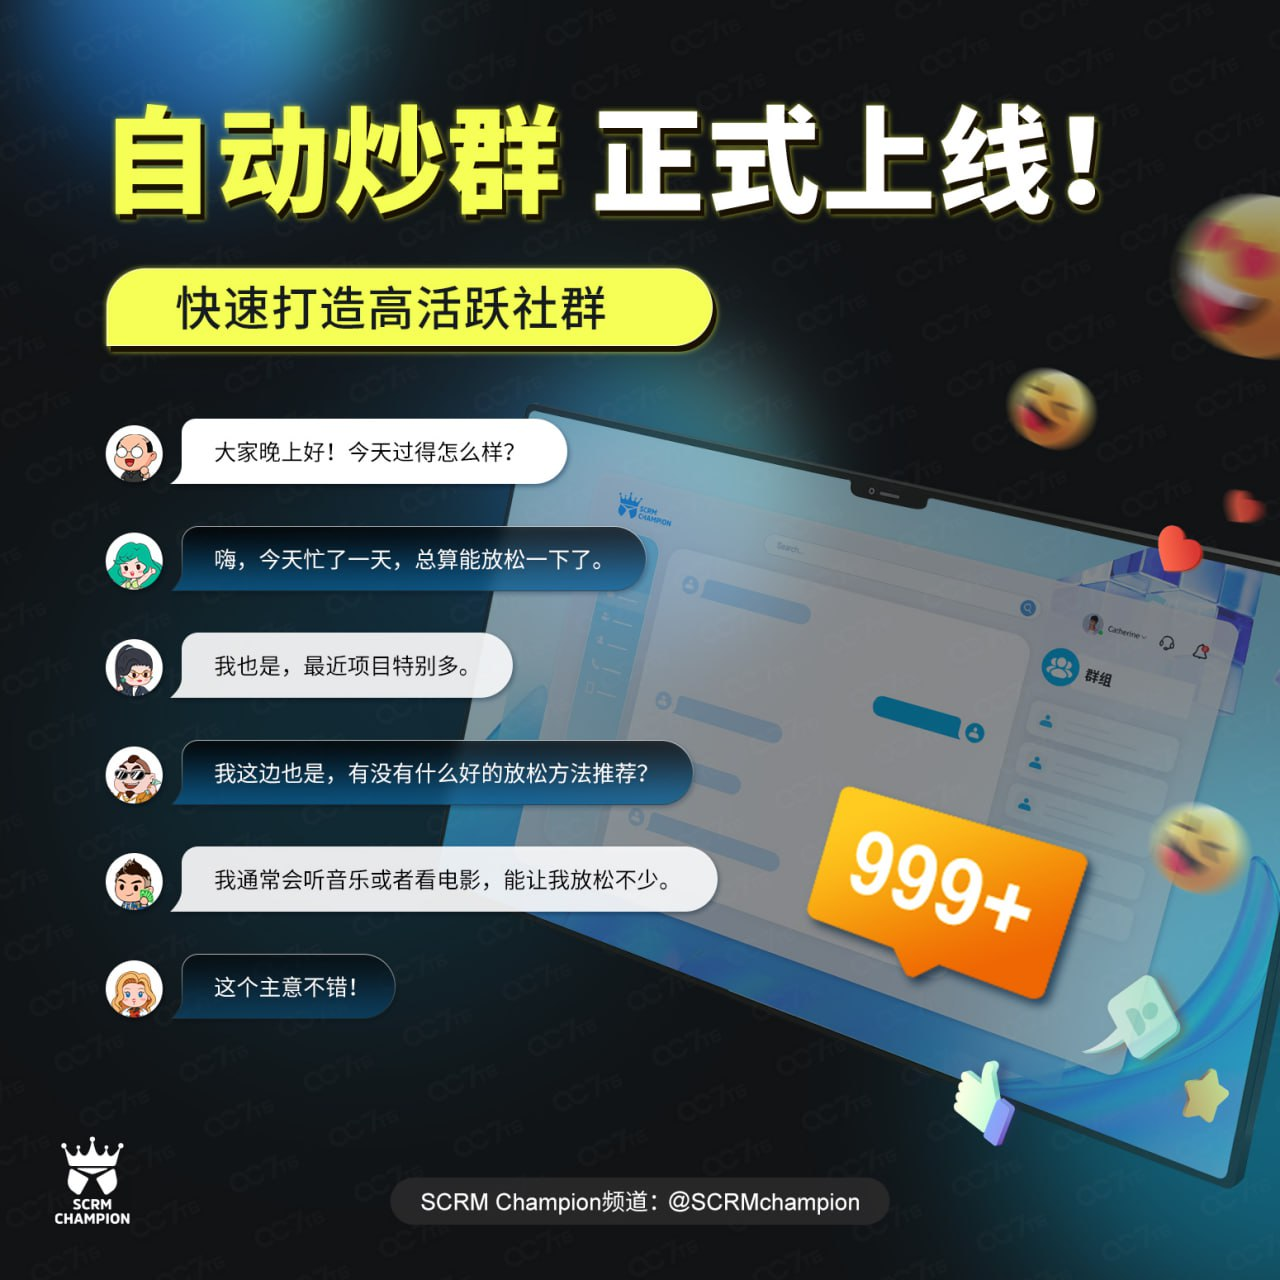 自动炒群 正式上线！
快速打造高活跃社群
大家晚上好！今天过得怎么样？
嗨，今天忙了一天，总算能放松一下了。
我也是，最近项目特别多。
我这边也是，有没有什么好的放松方法推荐？
我通常会听音乐或者看电影，能让我放松不少。
这个主意不错！
SCRM
CHAMPION
Search...
Catherine
群组
999+
SCRM
CHAMPION
SCRM Champion频道：@SCRMchampion